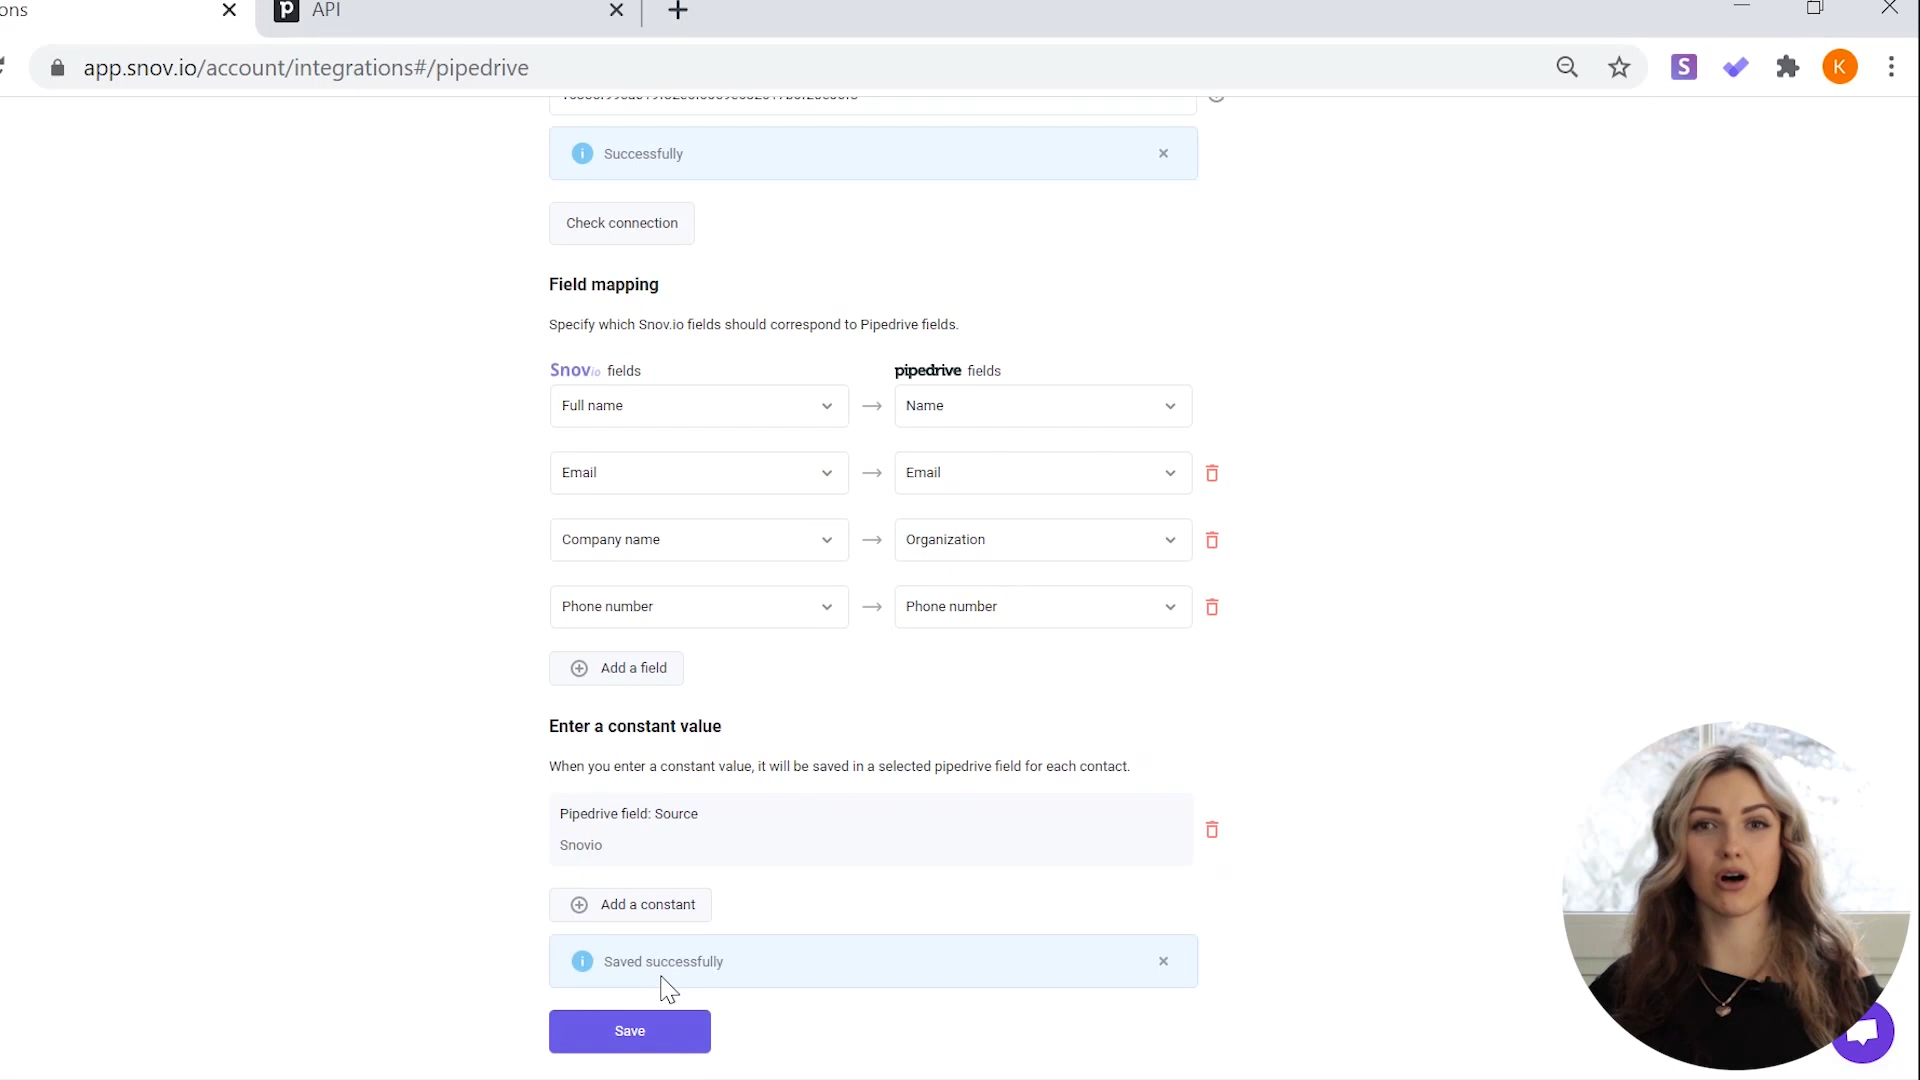 ons
API
app.snov.io/account/integrations#/pipedrive
S
K
Successfully
Check connection
Field mapping
Specify which Snov.io fields should correspond to Pipedrive fields.
Snovio fields
pipedrive fields
Full name
Name
Email
Email
Company name
Organization
Phone number
Phone number
Add a field
Enter a constant value
When you enter a constant value, it will be saved in a selected pipedrive field for each contact.
Pipedrive field: Source
Snovio
Add a constant
Saved successfully
Save